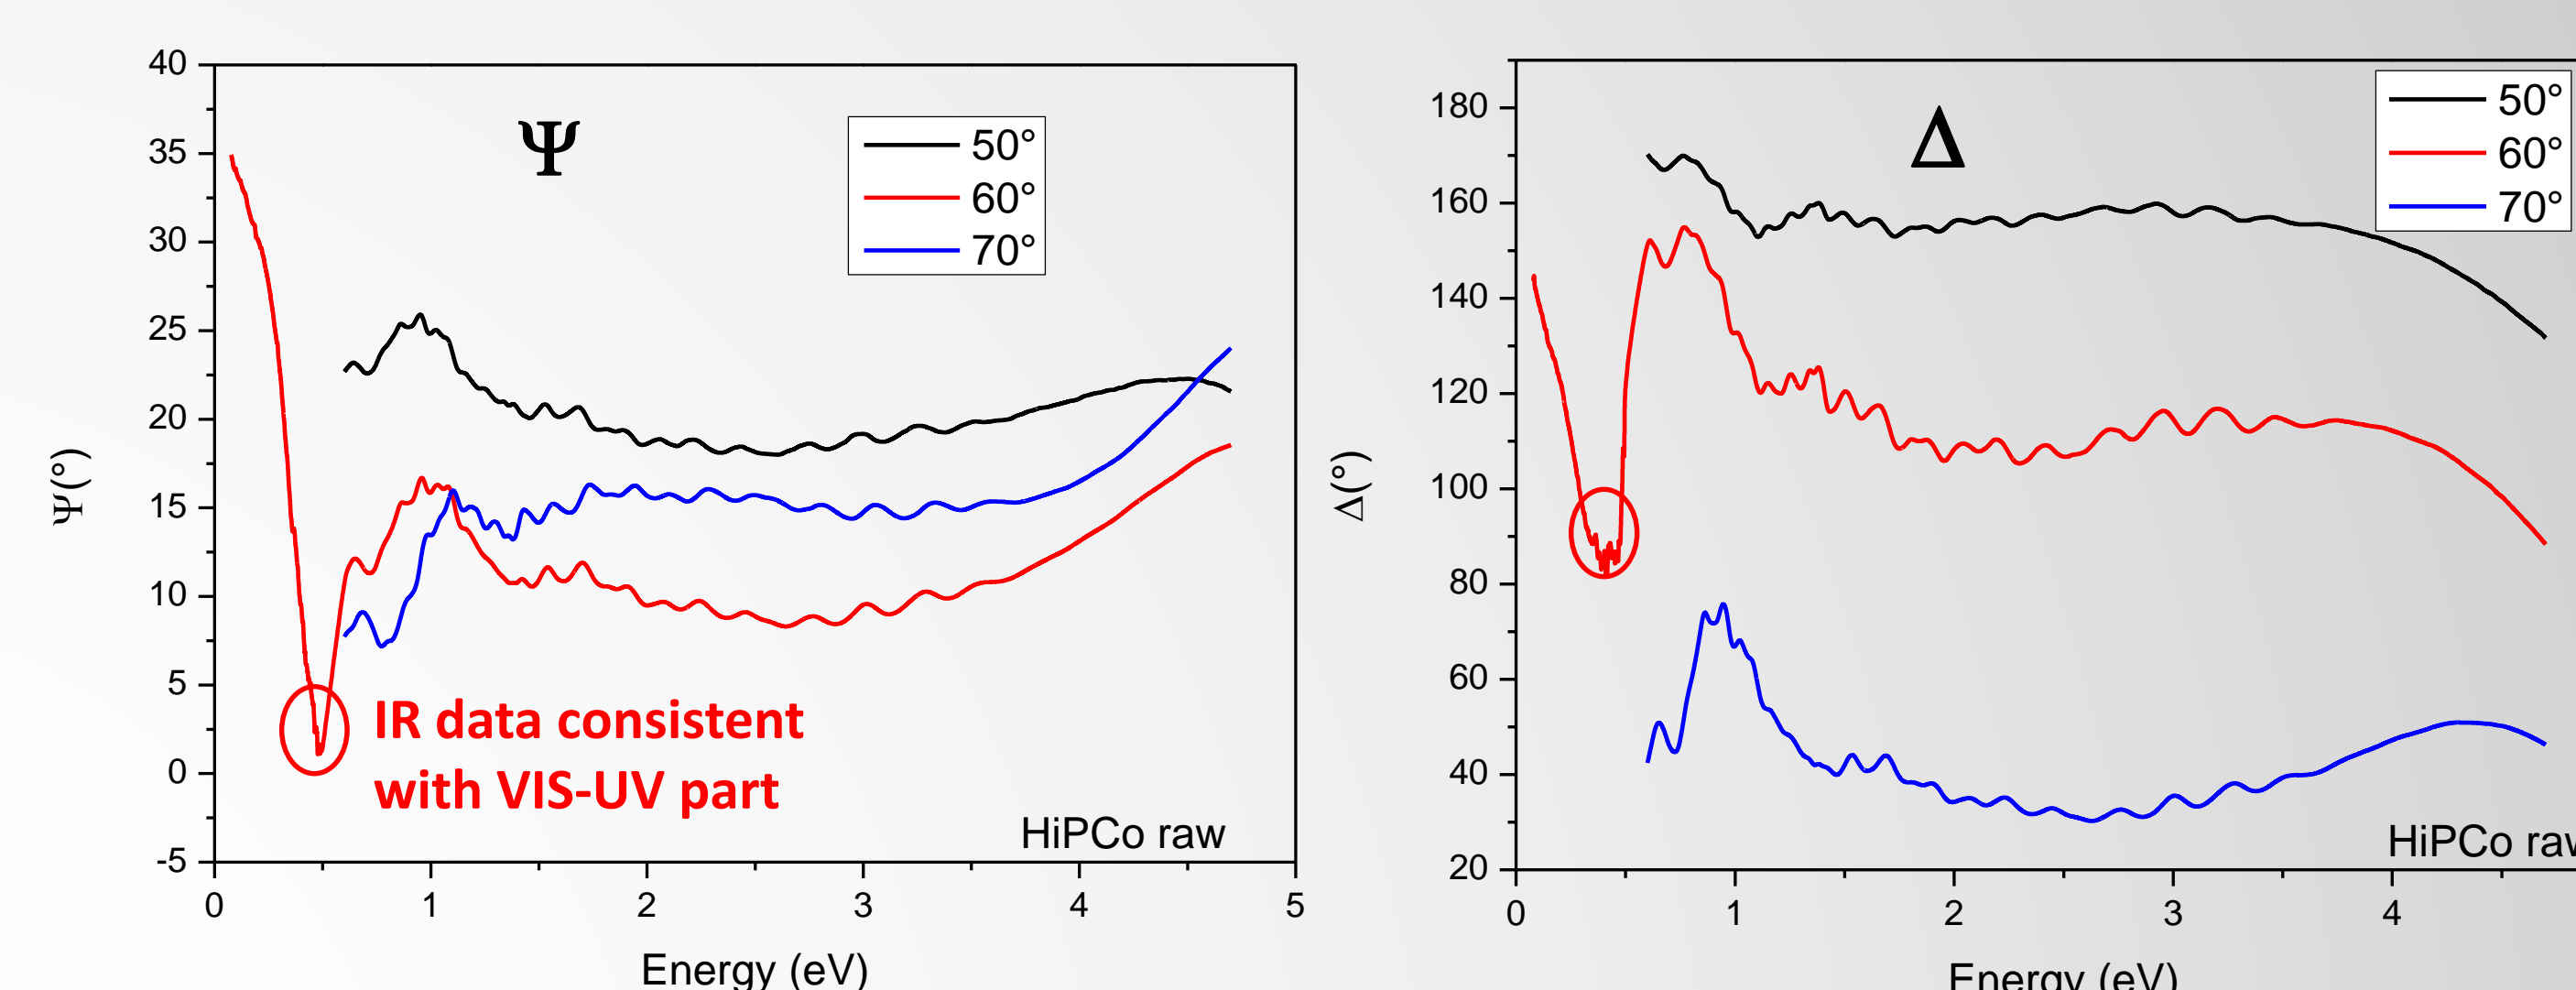 40
35
30
25
20
15
10
5
0
-5
Ψ(°)
Ψ
50°
60°
70°
IR data consistent
with VIS-UV part
HiPCo raw
0 1 2 3 4 5
Energy (eV)
180
160
140
120
100
80
60
40
20
Δ(°)
Δ
50°
60°
70°
HiPCo raw
0 1 2 3 4
Energy (eV)